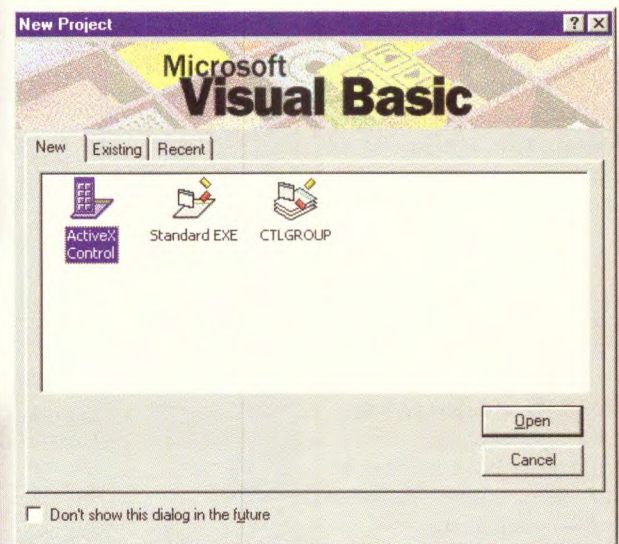 New Project
? X
Microsoft
Visual Basic
New Existing Recent
ActiveX Control Standard EXE CTLGROUP
Open
Cancel
Don't show this dialog in the future